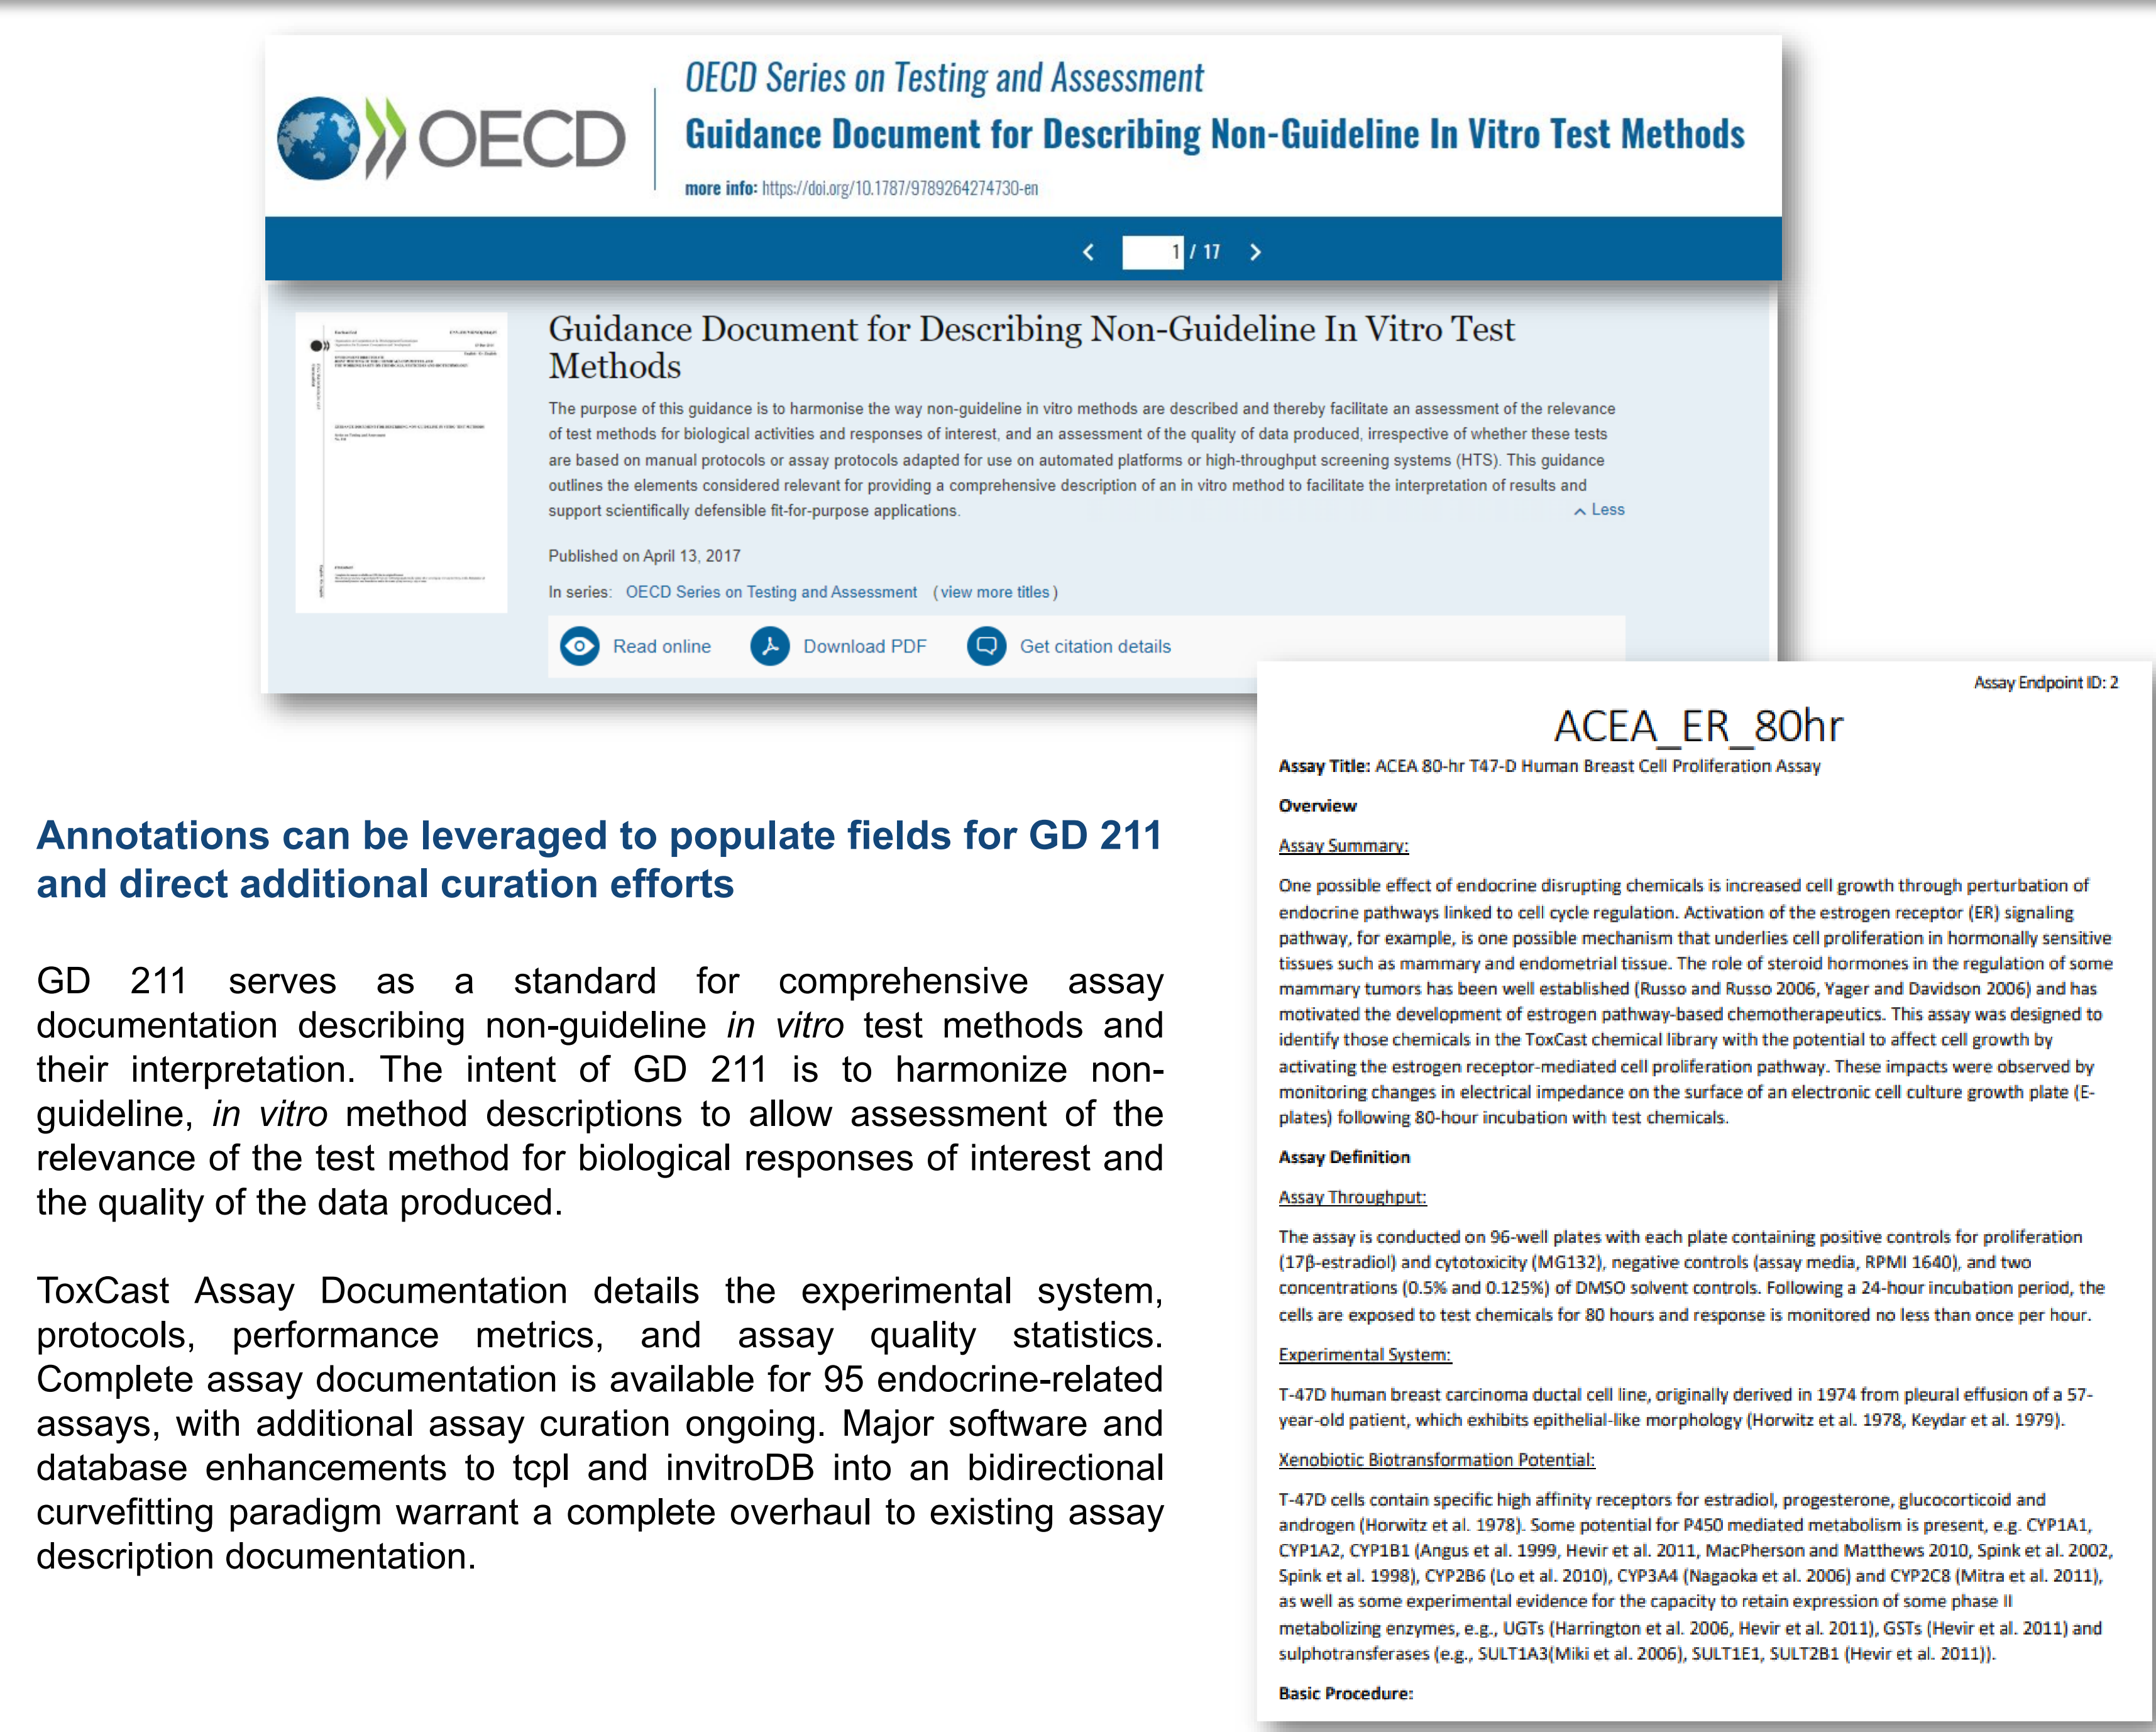 OECD
OECD Series on Testing and Assessment
Guidance Document for Describing Non-Guideline In Vitro Test Methods
more info: https://doi.org/10.1787/9789264274730-en
1 / 17
Guidance Document for Describing Non-Guideline In Vitro Test
Methods
The purpose of this guidance is to harmonise the way non-guideline in vitro methods are described and thereby facilitate an assessment of the relevance
of test methods for biological activities and responses of interest, and an assessment of the quality of data produced, irrespective of whether these tests
are based on manual protocols or assay protocols adapted for use on automated platforms or high-throughput screening systems (HTS). This guidance
outlines the elements considered relevant for providing a comprehensive description of an in vitro method to facilitate the interpretation of results and
support scientifically defensible fit-for-purpose applications.
Less
Published on April 13, 2017
In series: OECD Series on Testing and Assessment (view more titles)
Read online Download PDF Get citation details
Annotations can be leveraged to populate fields for GD 211
and direct additional curation efforts
GD 211 serves as a standard for comprehensive assay
documentation describing non-guideline in vitro test methods and
their interpretation. The intent of GD 211 is to harmonize non-
guideline, in vitro method descriptions to allow assessment of the
relevance of the test method for biological responses of interest and
the quality of the data produced.
ToxCast Assay Documentation details the experimental system,
protocols, performance metrics, and assay quality statistics.
Complete assay documentation is available for 95 endocrine-related
assays, with additional assay curation ongoing. Major software and
database enhancements to tcpl and invitroDB into an bidirectional
curvefitting paradigm warrant a complete overhaul to existing assay
description documentation.
Assay Endpoint ID: 2
ACEA_ER_80hr
Assay Title: ACEA 80-hr T47-D Human Breast Cell Proliferation Assay
Overview
Assay Summary:
One possible effect of endocrine disrupting chemicals is increased cell growth through perturbation of
endocrine pathways linked to cell cycle regulation. Activation of the estrogen receptor (ER) signaling
pathway, for example, is one possible mechanism that underlies cell proliferation in hormonally sensitive
tissues such as mammary and endometrial tissue. The role of steroid hormones in the regulation of some
mammary tumors has been well established (Russo and Russo 2006, Yager and Davidson 2006) and has
motivated the development of estrogen pathway-based chemotherapeutics. This assay was designed to
identify those chemicals in the ToxCast chemical library with the potential to affect cell growth by
activating the estrogen receptor-mediated cell proliferation pathway. These impacts were observed by
monitoring changes in electrical impedance on the surface of an electronic cell culture growth plate (E-
plates) following 80-hour incubation with test chemicals.
Assay Definition
Assay Throughput:
The assay is conducted on 96-well plates with each plate containing positive controls for proliferation
(17β-estradiol) and cytotoxicity (MG132), negative controls (assay media, RPMI 1640), and two
concentrations (0.5% and 0.125%) of DMSO solvent controls. Following a 24-hour incubation period, the
cells are exposed to test chemicals for 80 hours and response is monitored no less than once per hour.
Experimental System:
T-47D human breast carcinoma ductal cell line, originally derived in 1974 from pleural effusion of a 57-
year-old patient, which exhibits epithelial-like morphology (Horwitz et al. 1978, Keydar et al. 1979).
Xenobiotic Biotransformation Potential:
T-47D cells contain specific high affinity receptors for estradiol, progesterone, glucocorticoid and
androgen (Horwitz et al. 1978). Some potential for P450 mediated metabolism is present, e.g. CYP1A1,
CYP1A2, CYP1B1 (Angus et al. 1999, Hevir et al. 2011, MacPherson and Matthews 2010, Spink et al. 2002,
Spink et al. 1998), CYP2B6 (Lo et al. 2010), CYP3A4 (Nagaoka et al. 2006) and CYP2C8 (Mitra et al. 2011),
as well as some experimental evidence for the capacity to retain expression of some phase II
metabolizing enzymes, e.g., UGTs (Harrington et al. 2006, Hevir et al. 2011), GSTs (Hevir et al. 2011) and
sulphotransferases (e.g., SULT1A3(Miki et al. 2006), SULT1E1, SULT2B1 (Hevir et al. 2011)).
Basic Procedure: